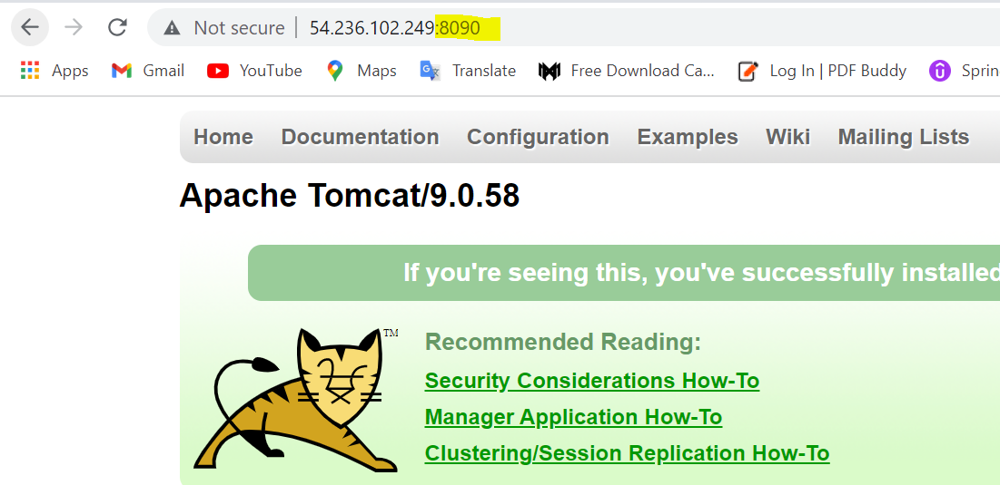 Not secure | 54.236.102.249:8090
Apps Gmail YouTube Maps Translate Free Download Ca... Log In | PDF Buddy Sprin
Home Documentation Configuration Examples Wiki Mailing Lists
Apache Tomcat/9.0.58
If you're seeing this, you've successfully installed
TM
Recommended Reading:
Security Considerations How-To
Manager Application How-To
Clustering/Session Replication How-To